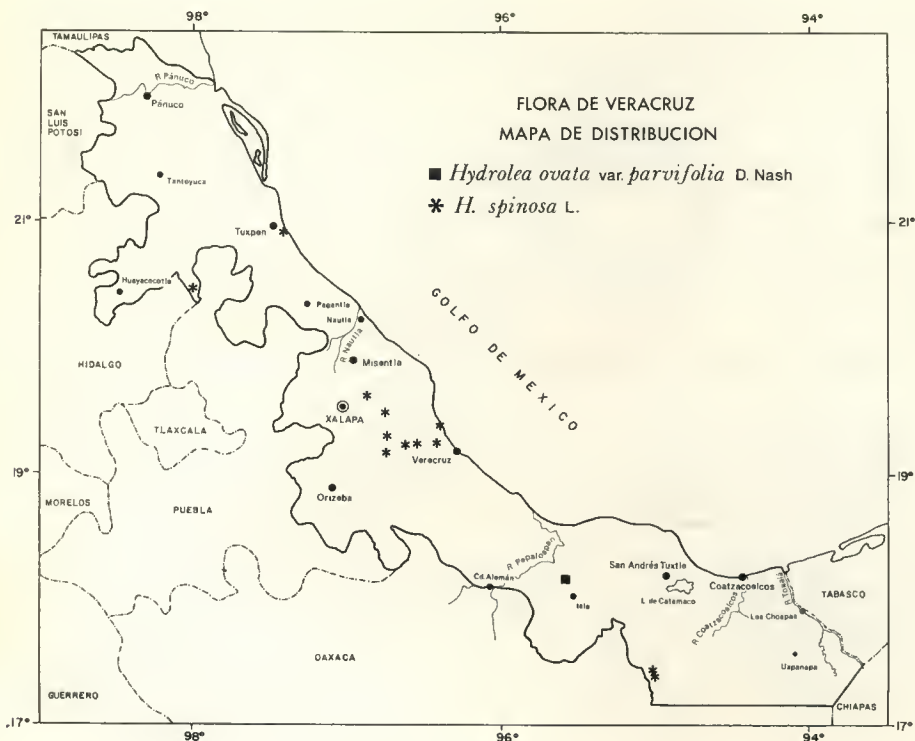 98°
96°
94°
TAMAULIPAS
R Pánuco
Pánuco
SAN
LUIS
POTOSI
FLORA DE VERACRUZ
MAPA DE DISTRIBUCION
Hydrolea ovata var. parvifolia D. Nash
H. spinosa L.
Tantoyuca
21°
21°
Tuxpan
Huayacocotla
Papantla
Nautla
R Nautla
Misantla
GOLFO DE MEXICO
HIDALGO
XALAPA
TLAXCALA
Veracruz
19°
19°
MORELOS
PUEBLA
Orizaba
R Papaloapan
Cd. Alemán
San Andrés Tuxtla
Coatzacoalcos
L. de Catemaco
Isla
R Coatzacoalcos
Las Choapas
R Tonalá
TABASCO
OAXACA
Uxpanapa
GUERRERO
CHIAPAS
17°
17°
98°
96°
94°